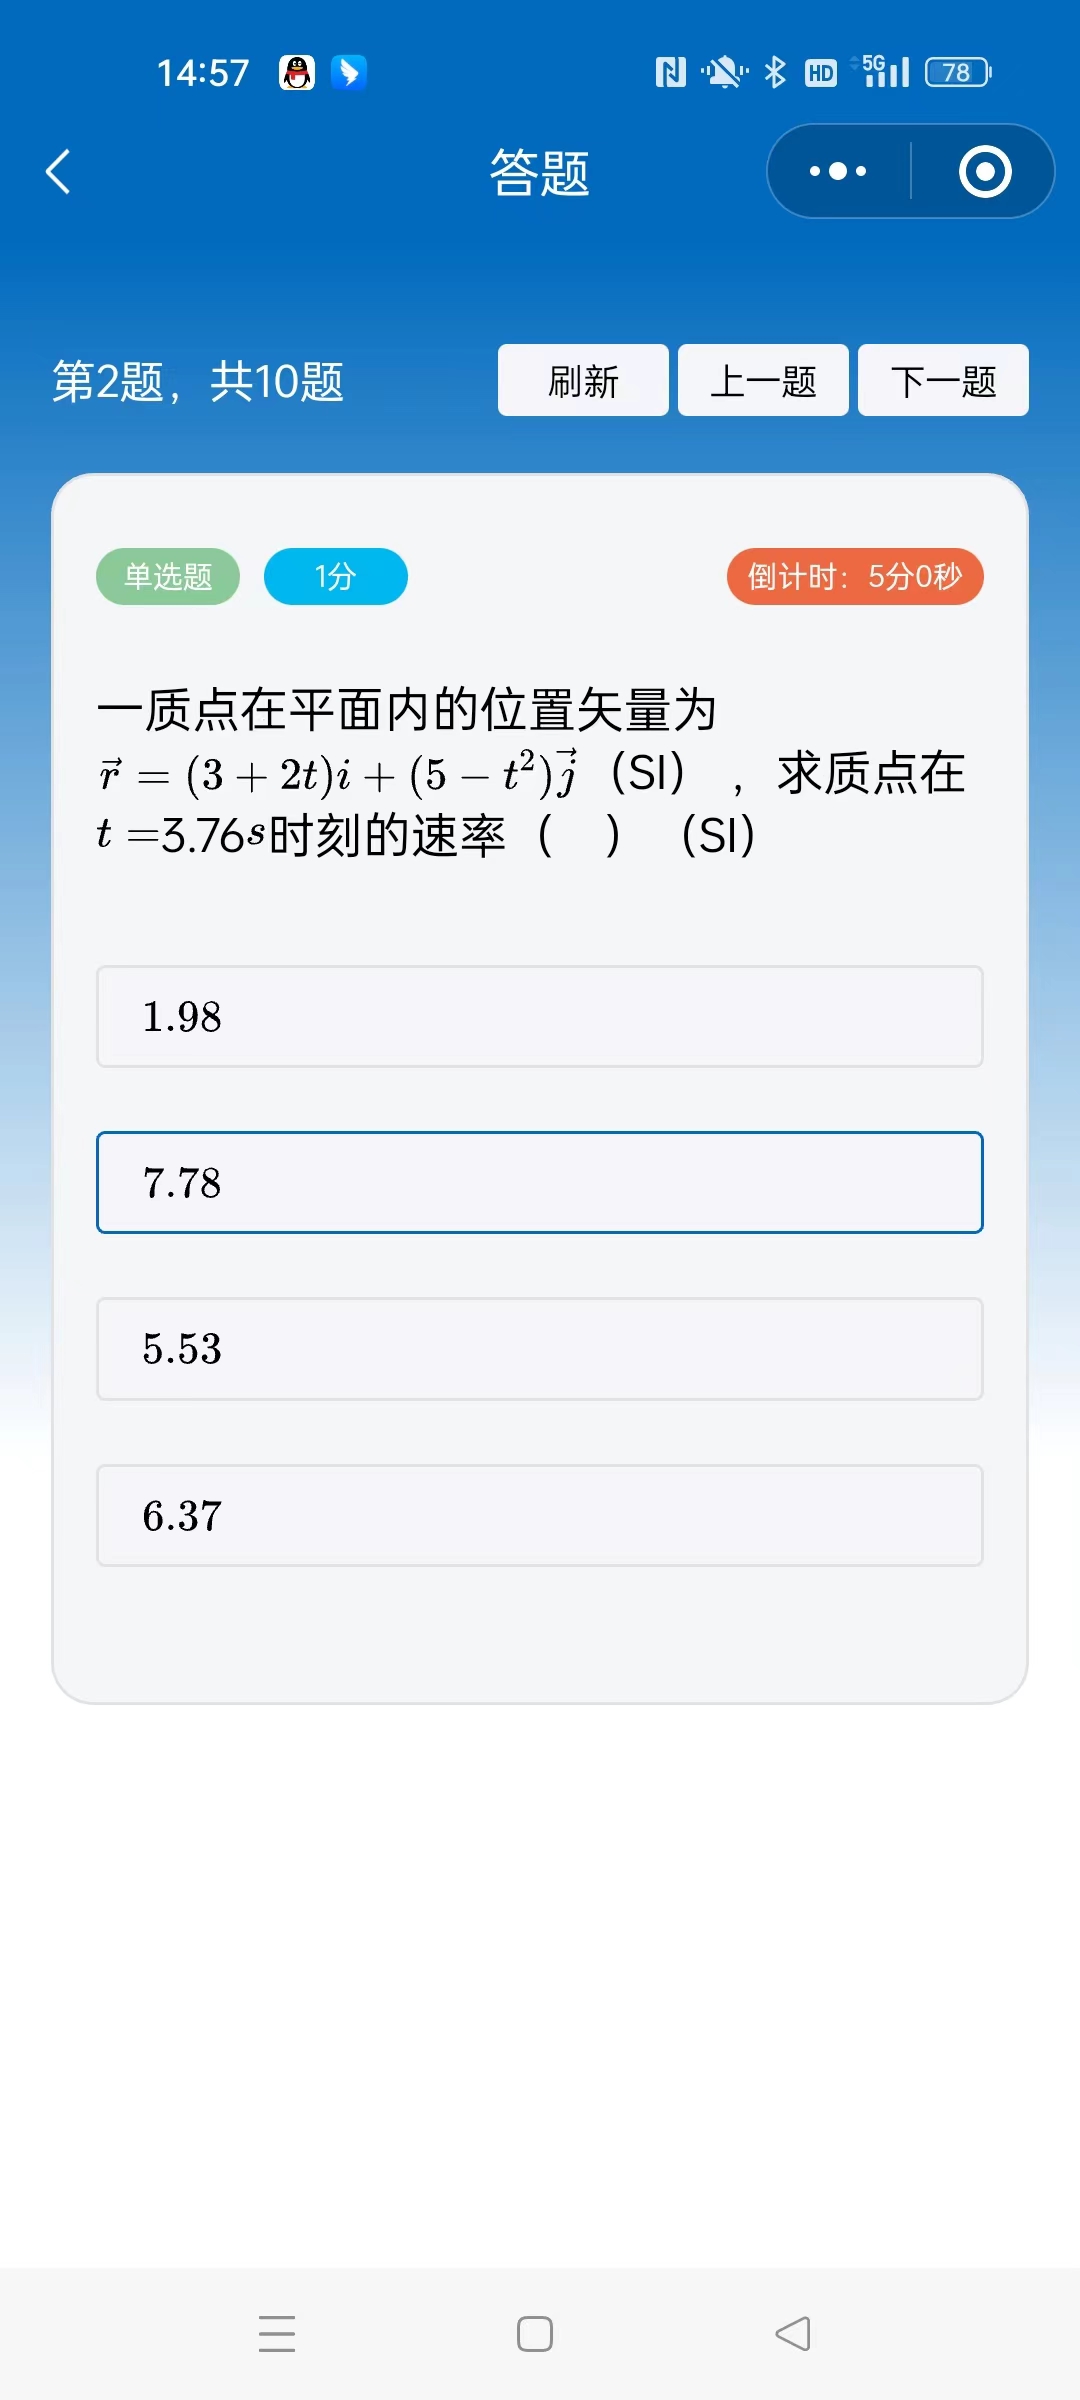 14:57 HD 5G 78
答题
第2题，共10题 刷新 上一题 下一题
单选题 1分 倒计时：5分0秒
一质点在平面内的位置矢量为
$\vec{r} = (3 + 2t)i + (5 - t^2)\vec{j}$（SI），求质点在
$t$ =3.76$s$时刻的速率（ ）（SI）
1.98
7.78
5.53
6.37